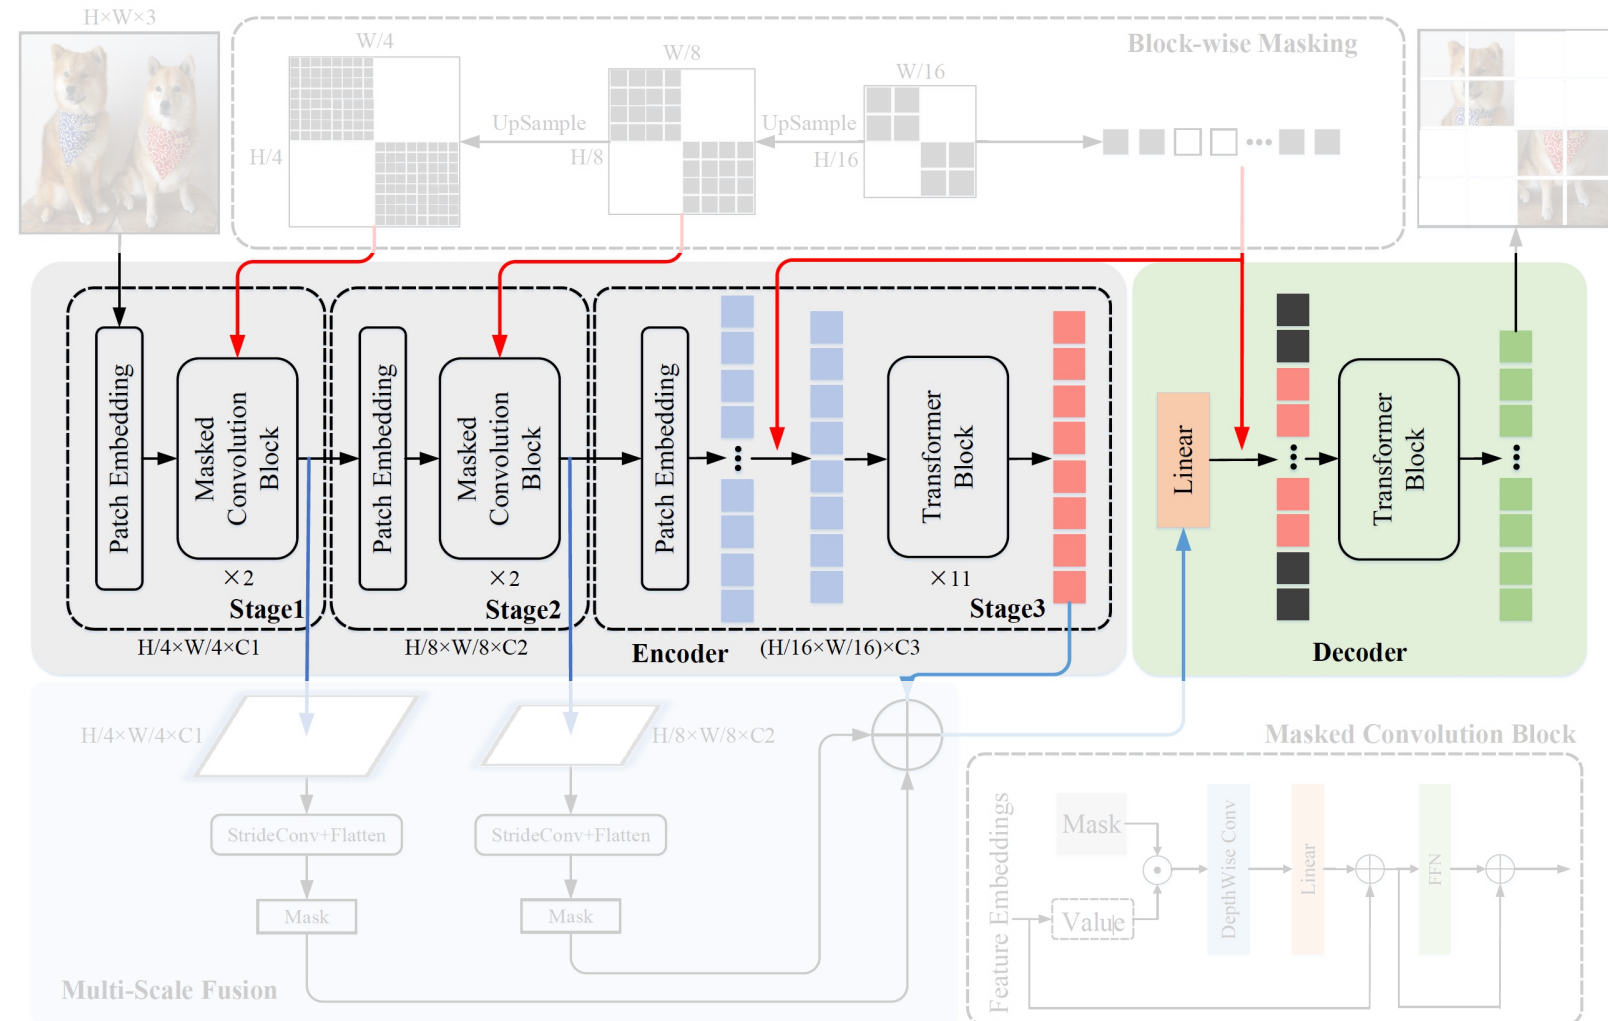 H×W×3
W/4
W/8
W/16
Block-wise Masking
UpSample
UpSample
H/4
H/8
H/16
Patch Embedding
Masked
Convolution
Block
×2
Stage1
H/4×W/4×C1
Patch Embedding
Masked
Convolution
Block
×2
Stage2
H/8×W/8×C2
Patch Embedding
Transformer
Block
×11
Stage3
Encoder
(H/16×W/16)×C3
Linear
Transformer
Block
Decoder
H/4×W/4×C1
H/8×W/8×C2
StrideConv+Flatten
StrideConv+Flatten
Mask
Mask
Multi-Scale Fusion
Masked Convolution Block
Feature Embeddings
Mask
Value
DepthWise Conv
Linear
FFN